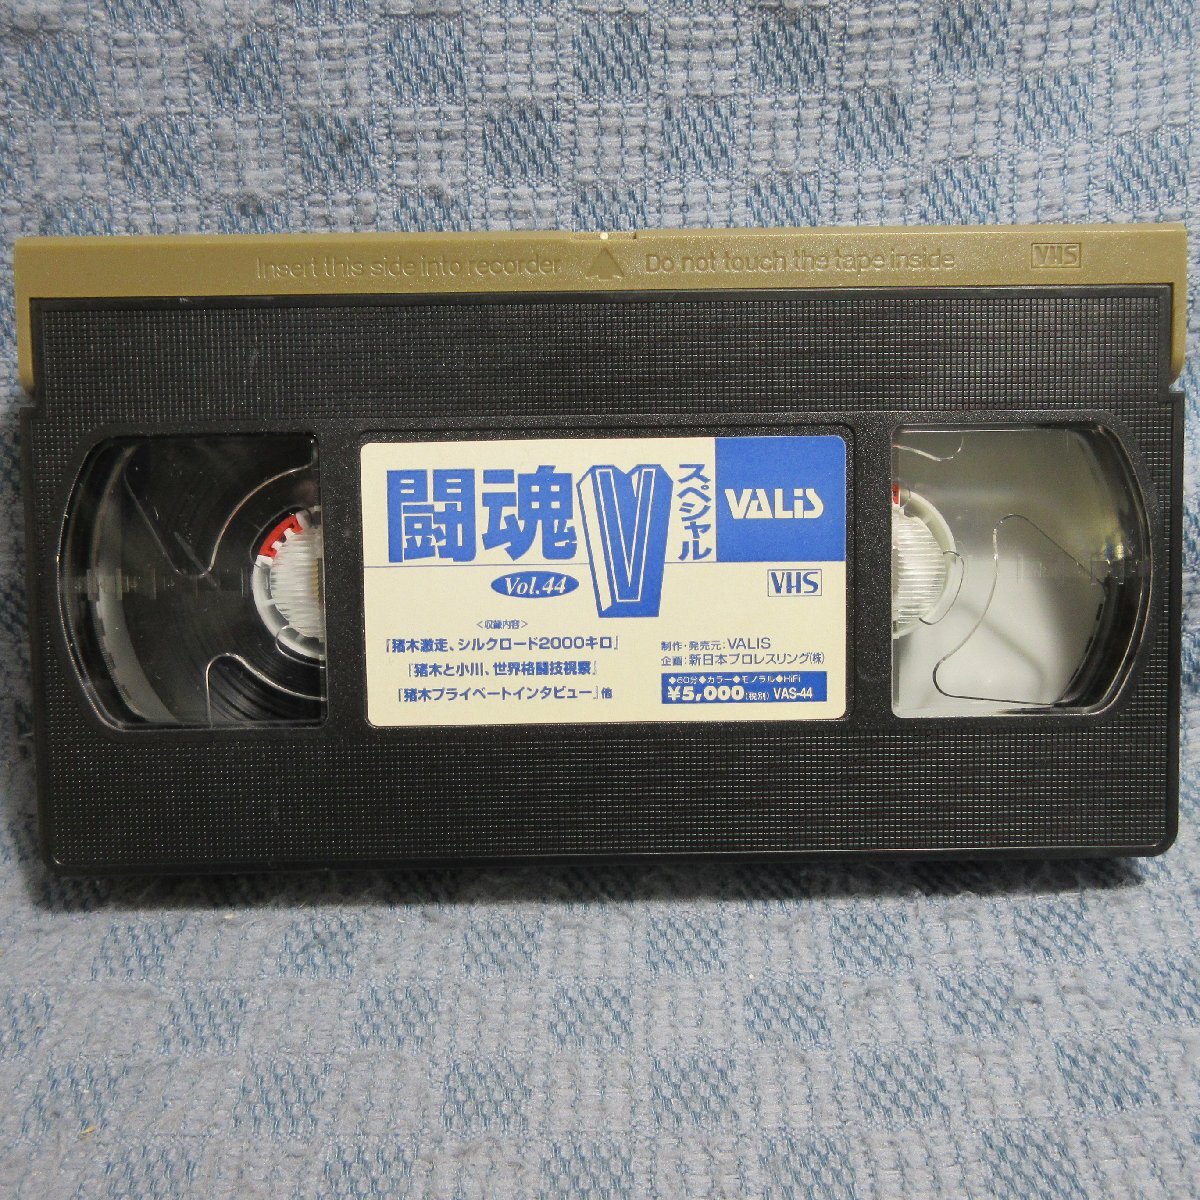 Insert this side into recorder Do not touch the tape inside VHS
闘魂Vスペシャル
Vol.44
VALiS
VHS
<収録内容>
『猪木激走、シルクロード2000キロ』
『猪木と小川、世界格闘技視察』
『猪木プライベートインタビュー』他
制作・発売元:VALIS
企画:新日本プロレスリング(株)
◆60分◆カラー◆モノラル◆HiFi
¥5,000(税別) VAS-44